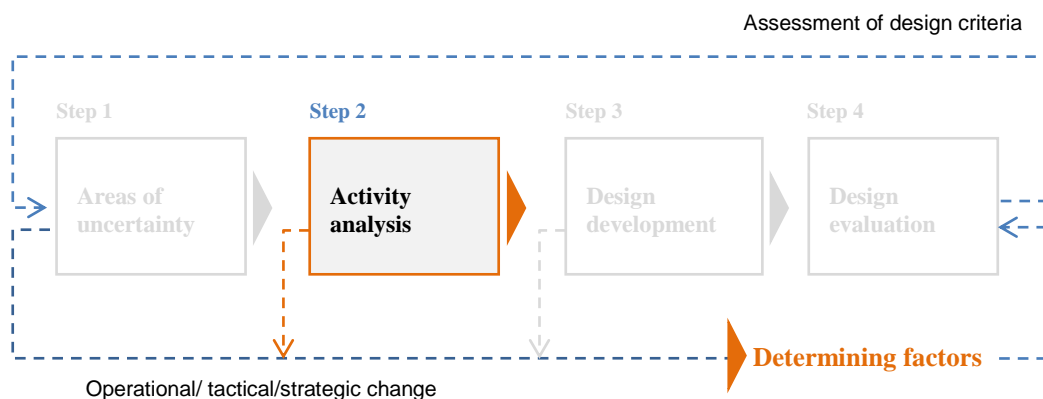 Assessment of design criteria
Step 1
Step 2
Step 3
Step 4
Areas of
uncertainty
Activity
analysis
Design
development
Design
evaluation
Determining factors
Operational/ tactical/strategic change